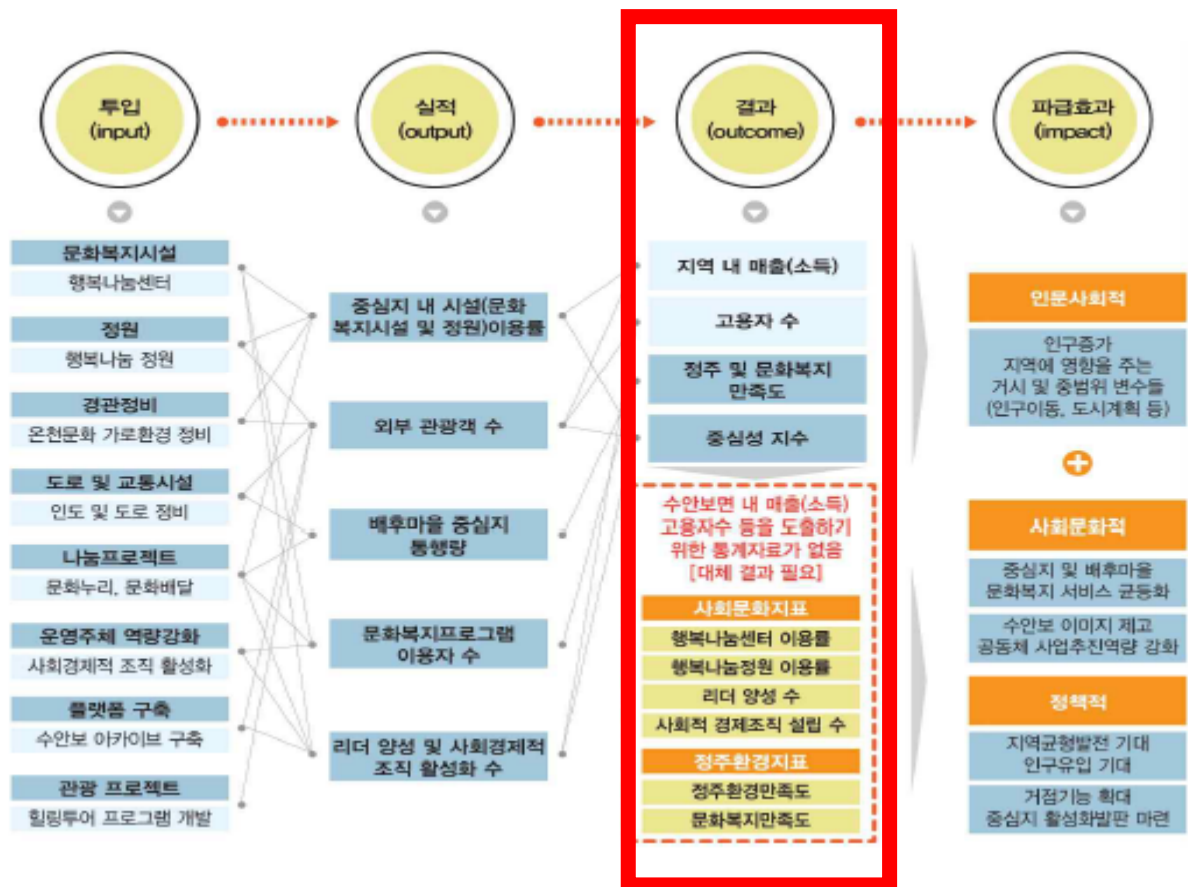 투입
(input)
실적
(output)
결과
(outcome)
파급효과
(impact)
문화복지시설
행복나눔센터
정원
행복나눔 정원
경관정비
온천문화 가로환경 정비
도로 및 교통시설
인도 및 도로 정비
나눔프로젝트
문화누리, 문화배달
운영주체 역량강화
사회경제적 조직 활성화
플랫폼 구축
수안보 아카이브 구축
관광 프로젝트
힐링투어 프로그램 개발
중심지 내 시설(문화
복지시설 및 정원)이용률
외부 관광객 수
배후마을 중심지
통행량
문화복지프로그램
이용자 수
리더 양성 및 사회경제적
조직 활성화 수
지역 내 매출(소득)
고용자 수
정주 및 문화복지
만족도
중심성 지수
수안보면 내 매출(소득)
고용자수 등을 도출하기
위한 통계자료가 없음
[대체 결과 필요]
사회문화지표
행복나눔센터 이용률
행복나눔정원 이용률
리더 양성 수
사회적 경제조직 설립 수
정주환경지표
정주환경만족도
문화복지만족도
인문사회적
인구증가
지역에 영향을 주는
거시 및 중범위 변수들
(인구이동, 도시계획 등)
사회문화적
중심지 및 배후마을
문화복지 서비스 균등화
수안보 이미지 제고
공동체 사업추진역량 강화
정책적
지역균형발전 기대
인구유입 기대
거점기능 확대
중심지 활성화발판 마련